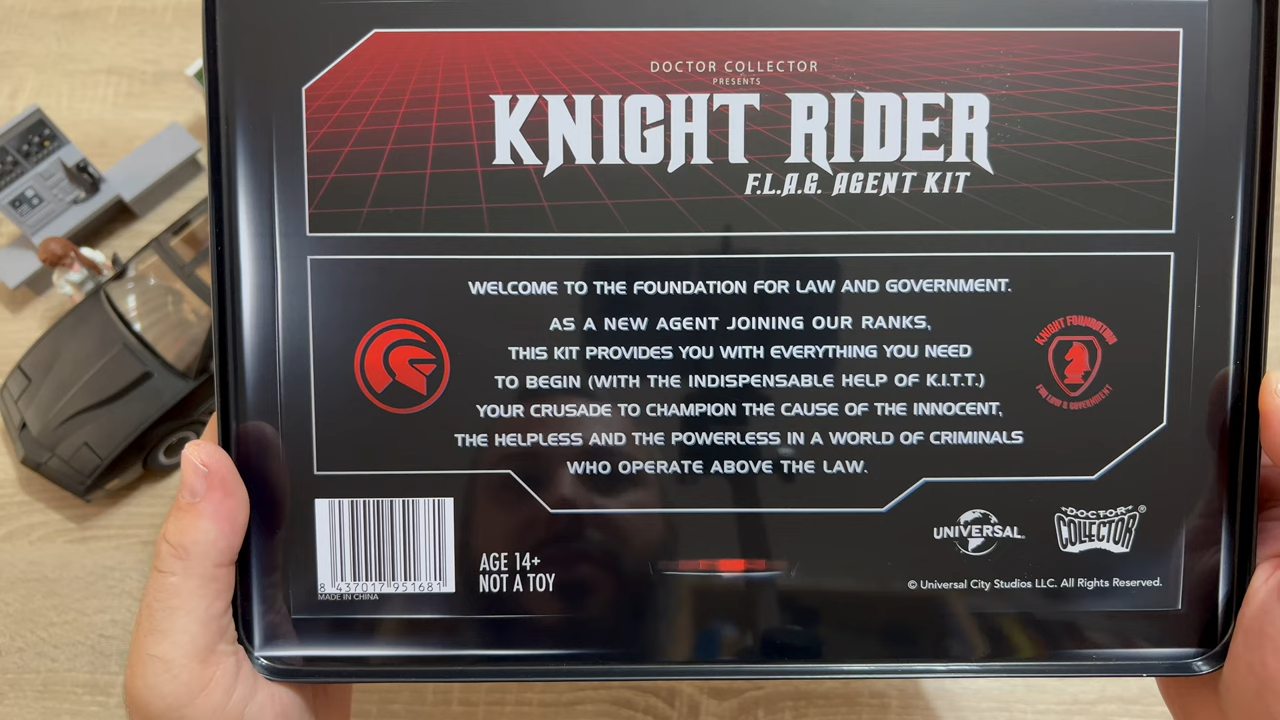 DOCTOR COLLECTOR
PRESENTS
KNIGHT RIDER
F.L.A.G. AGENT KIT
WELCOME TO THE FOUNDATION FOR LAW AND GOVERNMENT.
AS A NEW AGENT JOINING OUR RANKS,
THIS KIT PROVIDES YOU WITH EVERYTHING YOU NEED
TO BEGIN (WITH THE INDISPENSABLE HELP OF K.I.T.T.)
YOUR CRUSADE TO CHAMPION THE CAUSE OF THE INNOCENT,
THE HELPLESS AND THE POWERLESS IN A WORLD OF CRIMINALS
WHO OPERATE ABOVE THE LAW.
KNIGHT FOUNDATION
FOR LAW & GOVERNMENT
8 437017 951681
MADE IN CHINA
AGE 14+
NOT A TOY
UNIVERSAL
DOCTOR
COLLECTOR®
© Universal City Studios LLC. All Rights Reserved.